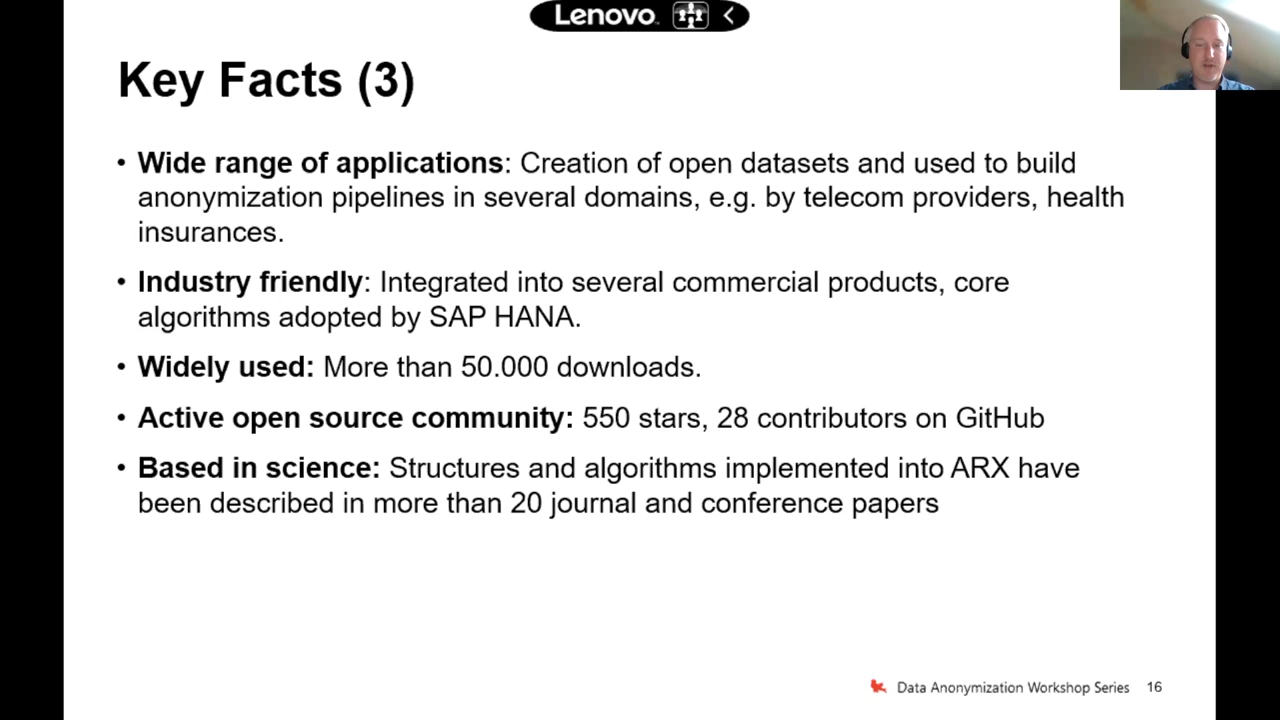 Lenovo
Key Facts (3)
• Wide range of applications: Creation of open datasets and used to build
anonymization pipelines in several domains, e.g. by telecom providers, health
insurances.
• Industry friendly: Integrated into several commercial products, core
algorithms adopted by SAP HANA.
• Widely used: More than 50.000 downloads.
• Active open source community: 550 stars, 28 contributors on GitHub
• Based in science: Structures and algorithms implemented into ARX have
been described in more than 20 journal and conference papers
Data Anonymization Workshop Series 16